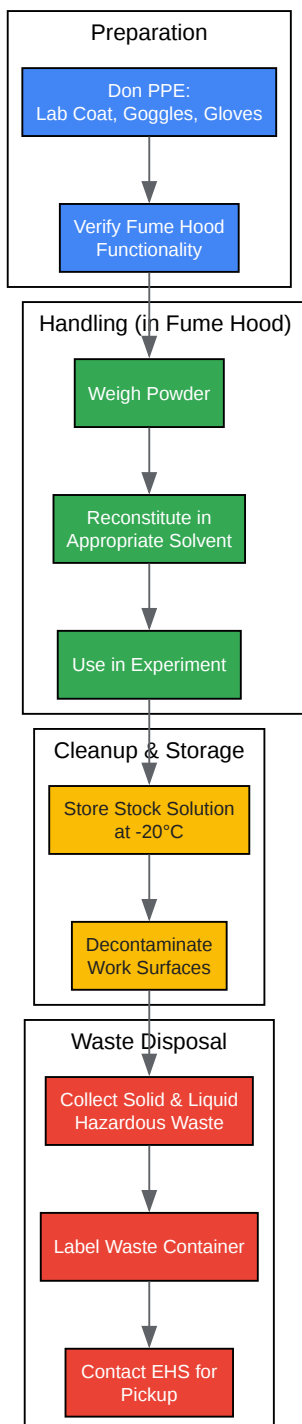 Preparation
Don PPE:
Lab Coat, Goggles, Gloves
Verify Fume Hood
Functionality
Handling (in Fume Hood)
Weigh Powder
Reconstitute in
Appropriate Solvent
Use in Experiment
Cleanup & Storage
Store Stock Solution
at -20°C
Decontaminate
Work Surfaces
Waste Disposal
Collect Solid & Liquid
Hazardous Waste
Label Waste Container
Contact EHS for
Pickup